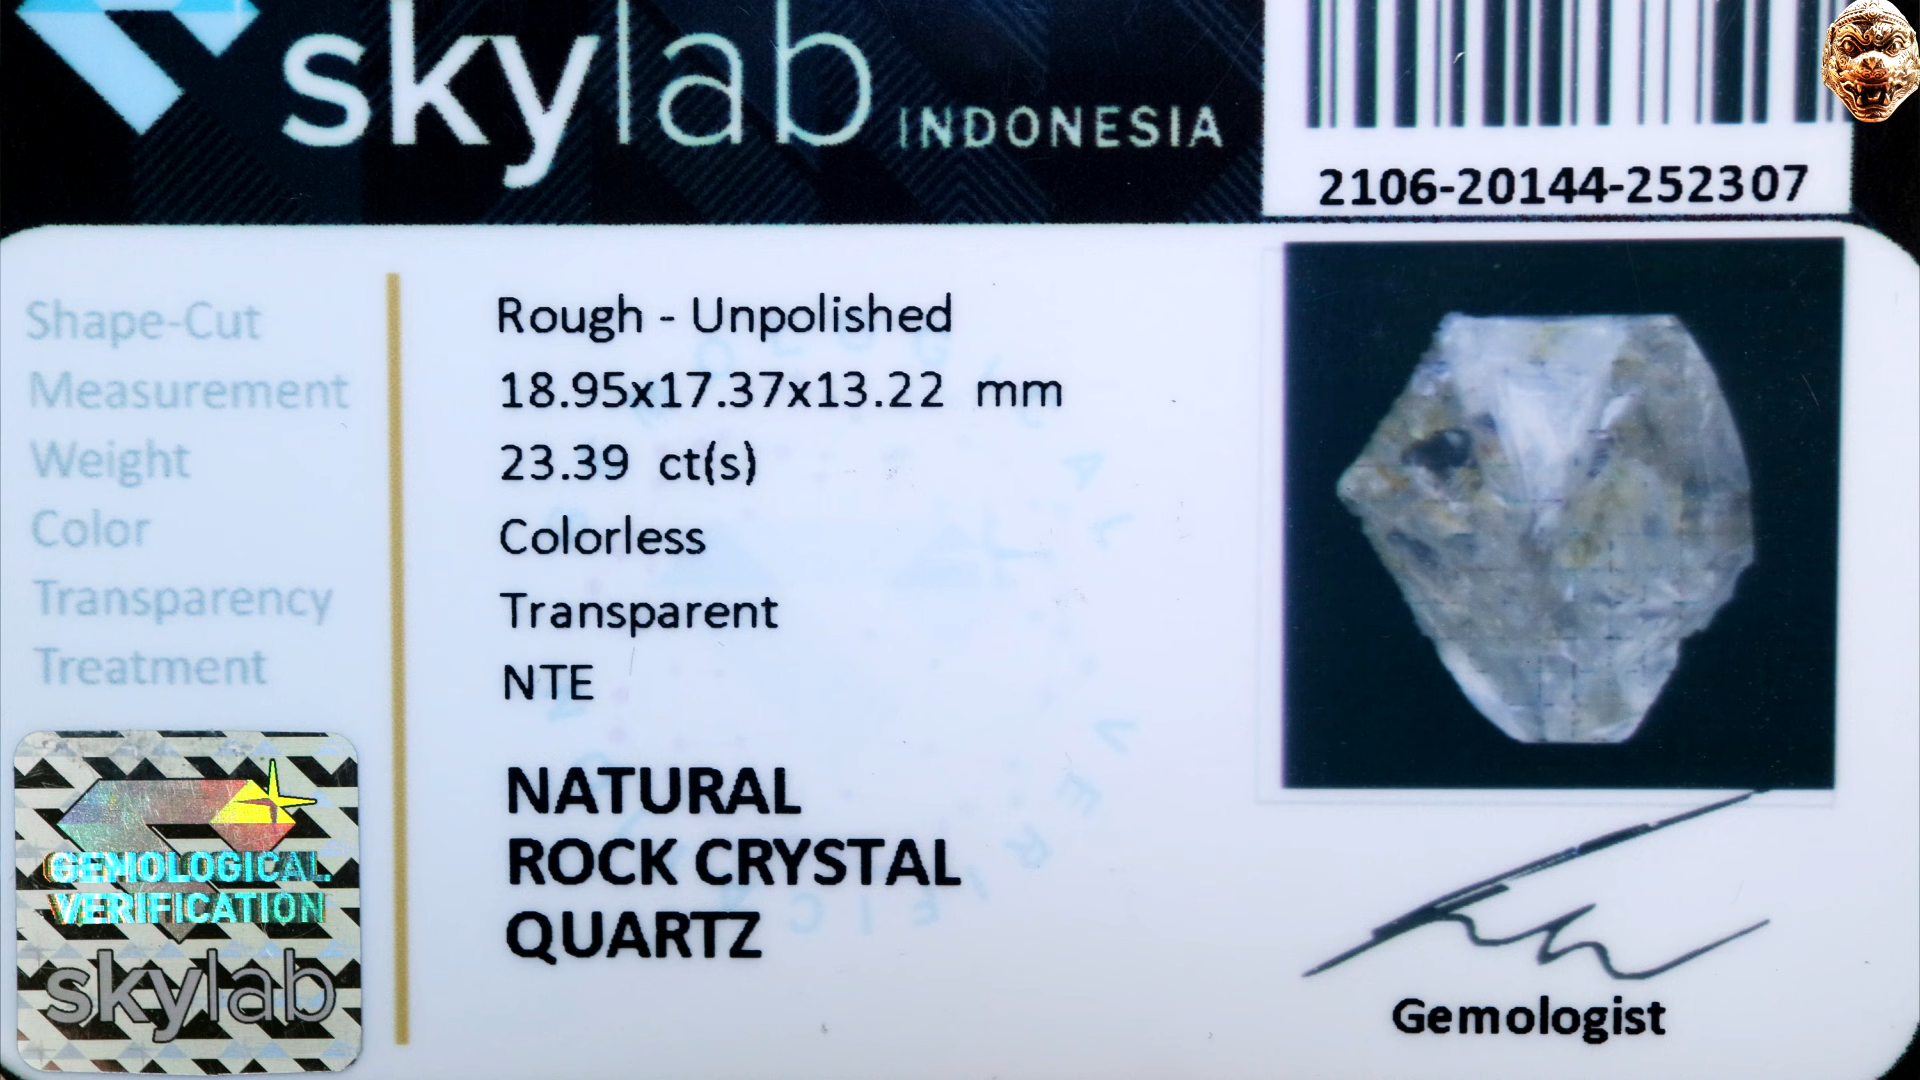 skylab INDONESIA
2106-20144-252307
Shape-Cut Rough - Unpolished
Measurement 18.95x17.37x13.22 mm
Weight 23.39 ct(s)
Color Colorless
Transparency Transparent
Treatment NTE
NATURAL
ROCK CRYSTAL
QUARTZ
GEMOLOGICAL
VERIFICATION
skylab
Gemologist